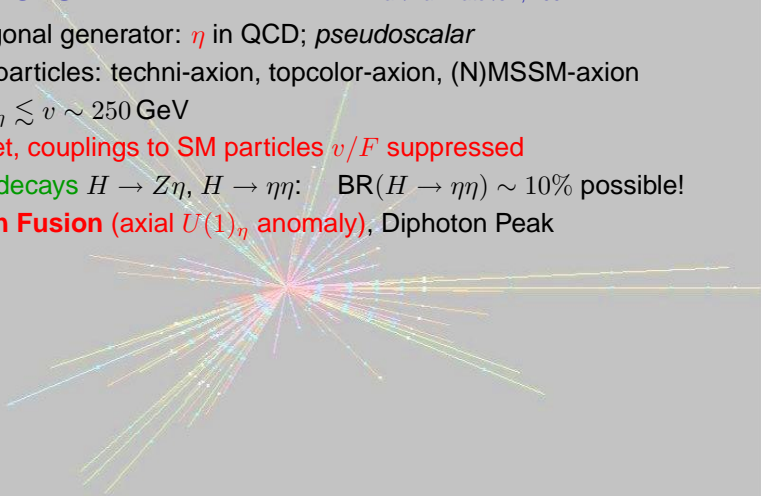 gonal generator: η in QCD; pseudoscalar
particles: techni-axion, topcolor-axion, (N)MSSM-axion
η ≲ v ∼ 250 GeV
et, couplings to SM particles v/F suppressed
decays H → Zη, H → ηη: BR(H → ηη) ∼ 10% possible!
n Fusion (axial U(1)η anomaly), Diphoton Peak